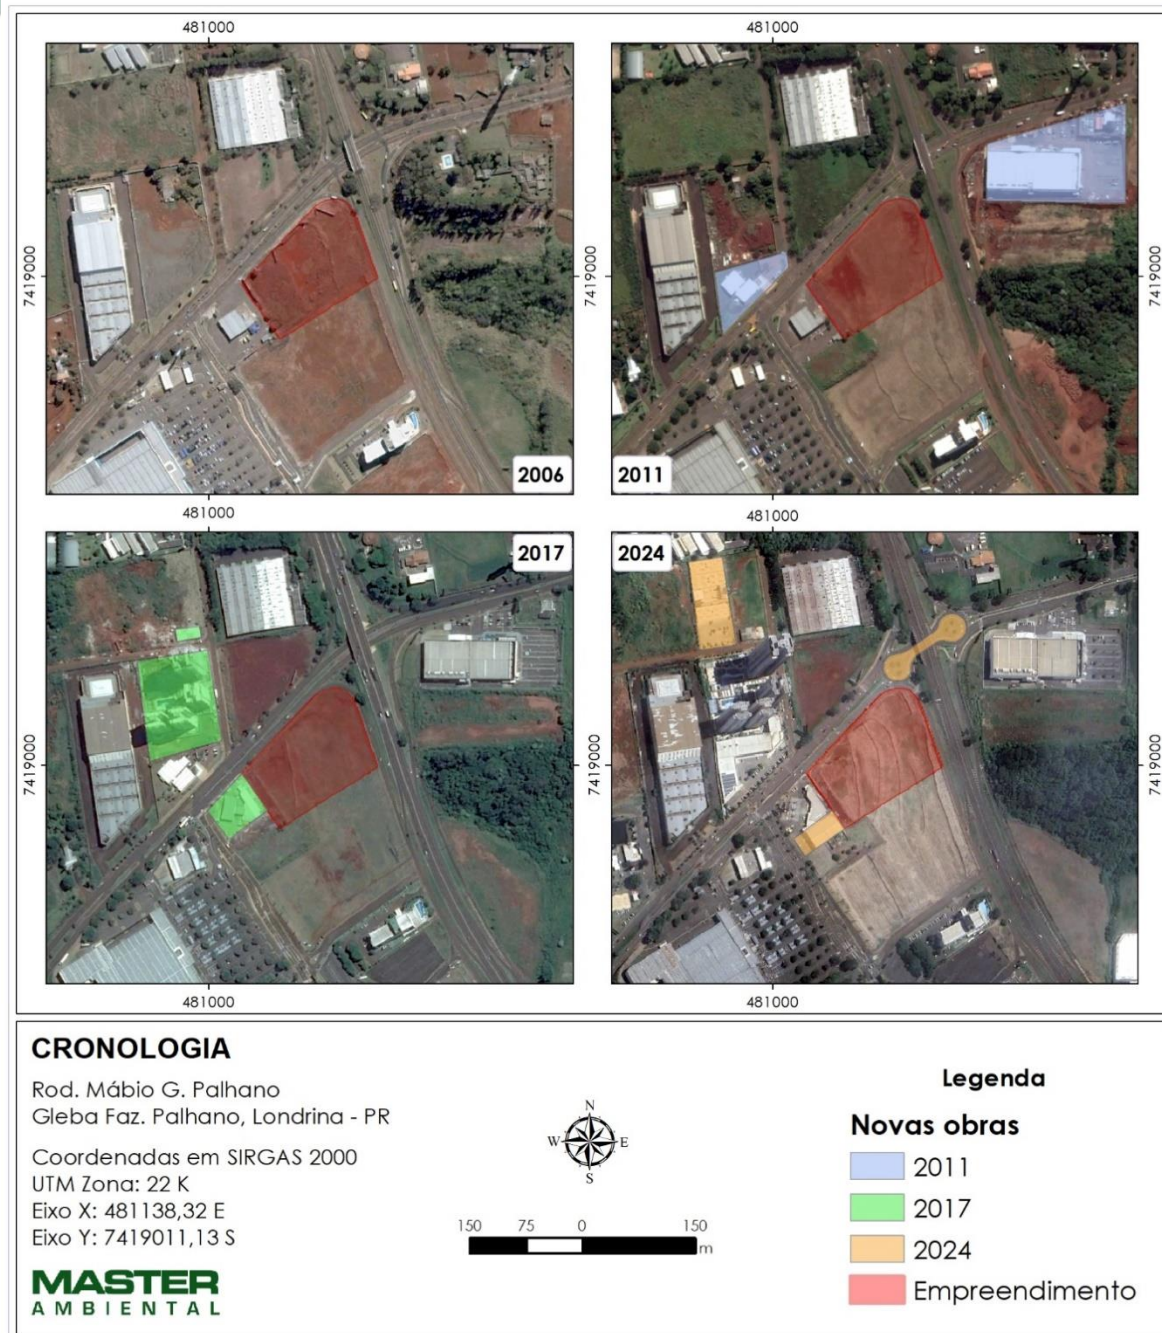 481000
481000
7419000
7419000
7419000
2006
2011
481000
481000
2017
2024
7419000
7419000
7419000
481000
481000
CRONOLOGIA
Rod. Mábio G. Palhano
Gleba Faz. Palhano, Londrina - PR
Coordenadas em SIRGAS 2000
UTM Zona: 22 K
Eixo X: 481138,32 E
Eixo Y: 7419011,13 S
MASTER
AMBIENTAL
N
W E
S
150 75 0 150
m
Legenda
Novas obras
2011
2017
2024
Empreendimento